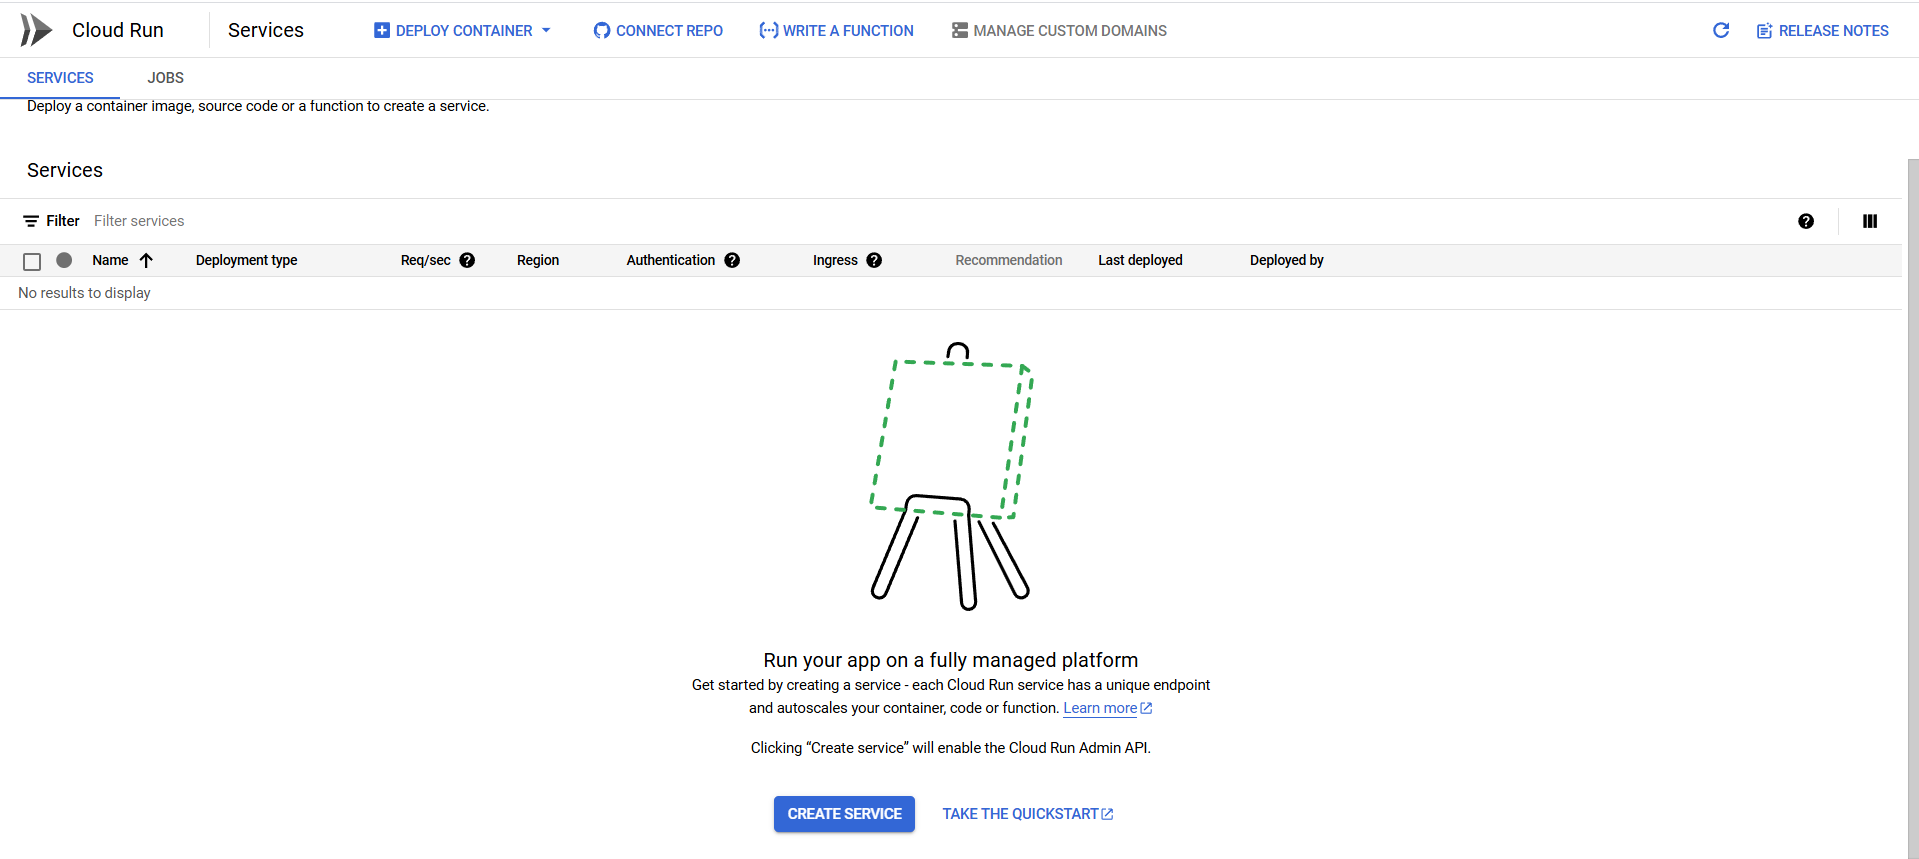 Cloud Run
Services
DEPLOY CONTAINER
CONNECT REPO
WRITE A FUNCTION
MANAGE CUSTOM DOMAINS
RELEASE NOTES
SERVICES
JOBS
Deploy a container image, source code or a function to create a service.
Services
Filter Filter services
Name Deployment type Req/sec Region Authentication Ingress Recommendation Last deployed Deployed by
No results to display
Run your app on a fully managed platform
Get started by creating a service - each Cloud Run service has a unique endpoint
and autoscales your container, code or function. Learn more
Clicking “Create service” will enable the Cloud Run Admin API.
CREATE SERVICE
TAKE THE QUICKSTART